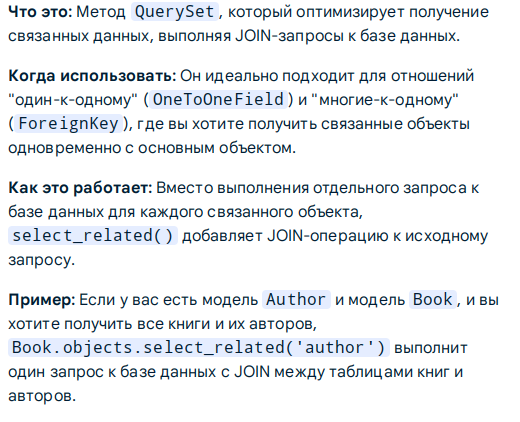 Что это: Метод QuerySet, который оптимизирует получение
связанных данных, выполняя JOIN-запросы к базе данных.
Когда использовать: Он идеально подходит для отношений
"один-к-одному" (OneToOneField) и "многие-к-одному"
(ForeignKey), где вы хотите получить связанные объекты
одновременно с основным объектом.
Как это работает: Вместо выполнения отдельного запроса к
базе данных для каждого связанного объекта,
select_related() добавляет JOIN-операцию к исходному
запросу.
Пример: Если у вас есть модель Author и модель Book, и вы
хотите получить все книги и их авторов,
Book.objects.select_related('author') выполнит
один запрос к базе данных с JOIN между таблицами книг и
авторов.